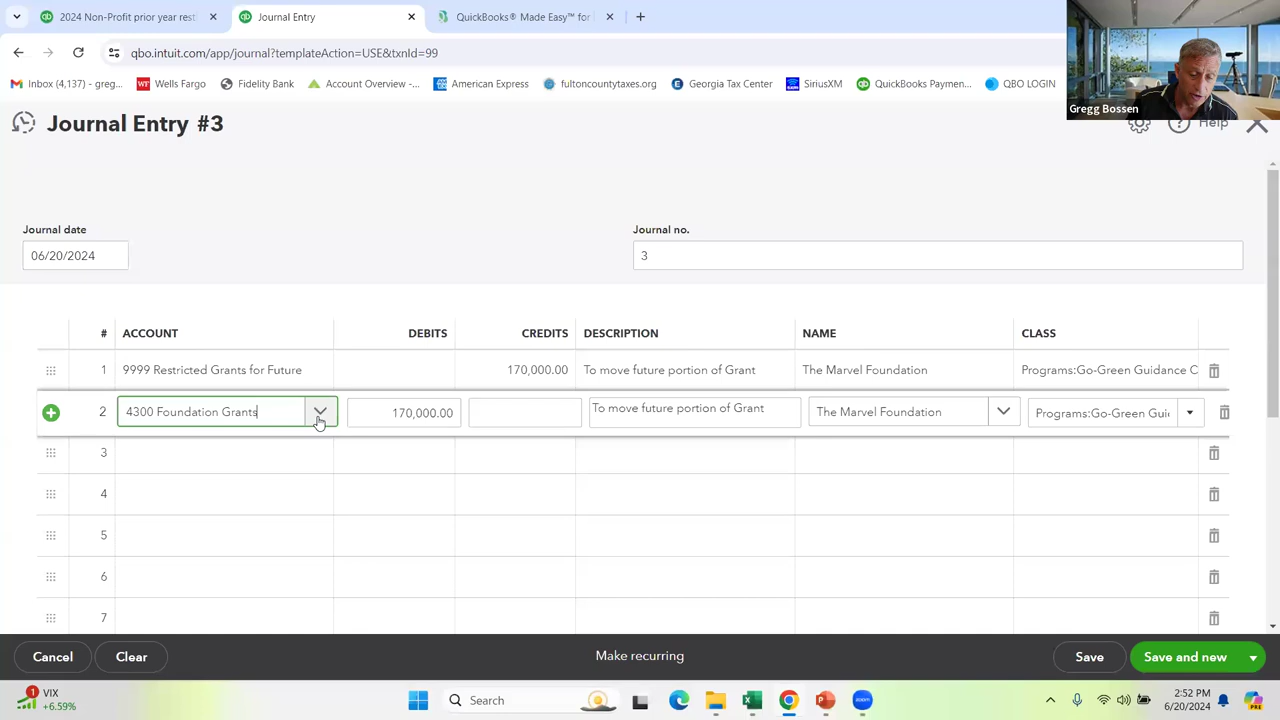 2024 Non-Profit prior year rest
Journal Entry
QuickBooks® Made Easy™ for
qbo.intuit.com/app/journal?templateAction=USE&txnId=99
Inbox (4,137) - greg...
WT Wells Fargo
Fidelity Bank
Account Overview -...
American Express
fultoncountytaxes.org
Georgia Tax Center
SiriusXM
QuickBooks Paymen...
QBO LOGIN
Gregg Bossen
Journal Entry #3
Help
Journal date
Journal no.
06/20/2024
3
# ACCOUNT DEBITS CREDITS DESCRIPTION NAME CLASS
1 9999 Restricted Grants for Future 170,000.00 To move future portion of Grant The Marvel Foundation Programs:Go-Green Guidance C
2 4300 Foundation Grants 170,000.00 To move future portion of Grant The Marvel Foundation Programs:Go-Green Guic
3
4
5
6
7
Cancel
Clear
Make recurring
Save
Save and new
1
VIX
+6.59%
Search
2:52 PM
6/20/2024
PRE